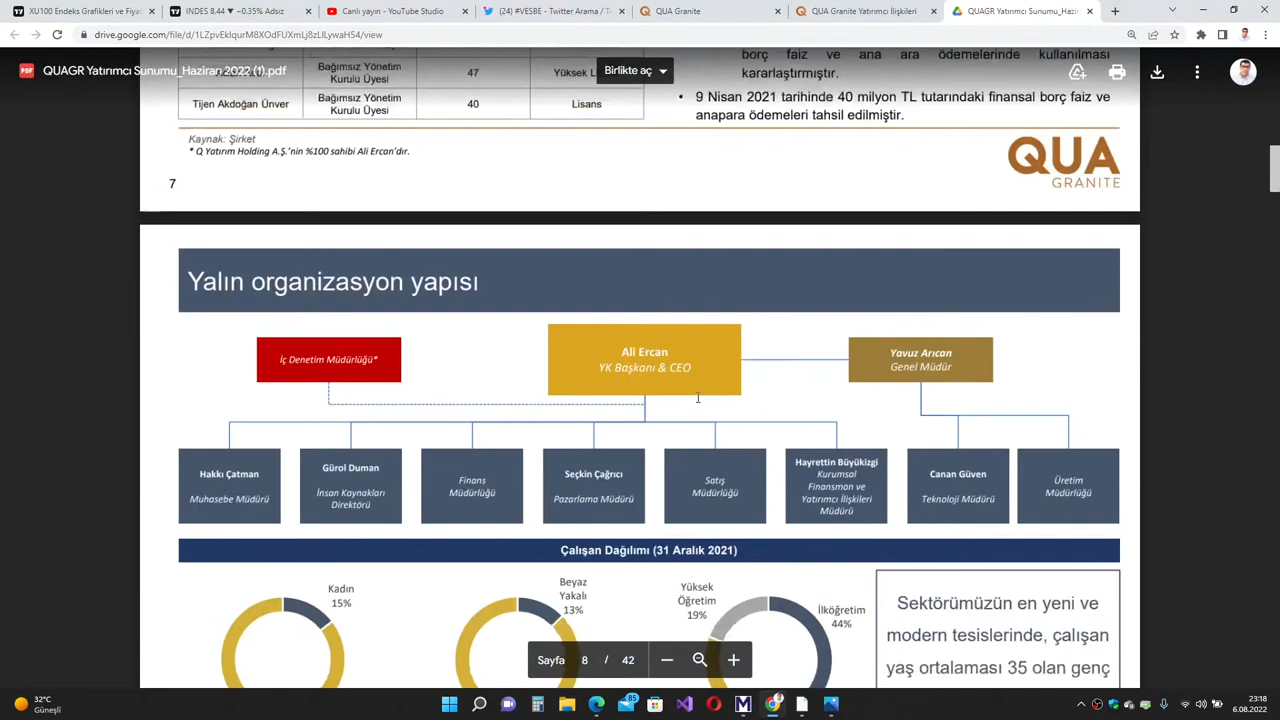 XU100 Endeks Grafikleri ve Fiya
INDES 8.44 ▼ −0.35% Adsız
Canlı yayın - YouTube Studio
(24) #VESBE - Twitter Arama / T
QUA Granite
QUA Granite Yatırımcı İlişkileri
QUAGR Yatırımcı Sunumu_Hazira
drive.google.com/file/d/1LZpvEkIqurM8XOdFUXmLj8zLILywaH54/view
QUAGR Yatırımcı Sunumu_Haziran 2022 (1).pdf
Birlikte aç
Bağımsız Yönetim
Kurulu Üyesi
47
Yüksek L
Tijen Akdoğan Ünver
Bağımsız Yönetim
Kurulu Üyesi
40
Lisans
borç faiz ve ana ara ödemelerinde kullanılması
kararlaştırmıştır.
• 9 Nisan 2021 tarihinde 40 milyon TL tutarındaki finansal borç faiz ve
anapara ödemeleri tahsil edilmiştir.
Kaynak: Şirket
* Q Yatırım Holding A.Ş.'nin %100 sahibi Ali Ercan'dır.
QUA
GRANITE
7
Yalın organizasyon yapısı
İç Denetim Müdürlüğü*
Ali Ercan
YK Başkanı & CEO
Yavuz Arıcan
Genel Müdür
Hakkı Çatman
Muhasebe Müdürü
Gürol Duman
İnsan Kaynakları
Direktörü
Finans
Müdürlüğü
Seçkin Çağrıcı
Pazarlama Müdürü
Satış
Müdürlüğü
Hayrettin Büyükizgi
Kurumsal
Finansman ve
Yatırımcı İlişkileri
Müdürü
Canan Güven
Teknoloji Müdürü
Üretim
Müdürlüğü
Çalışan Dağılımı (31 Aralık 2021)
Kadın
15%
Beyaz
Yakalı
13%
Yüksek
Öğretim
19%
İlköğretim
44%
Sektörümüzün en yeni ve
modern tesislerinde, çalışan
yaş ortalaması 35 olan genç
Sayfa 8 / 42
32°C
Güneşli
85
23:18
6.08.2022